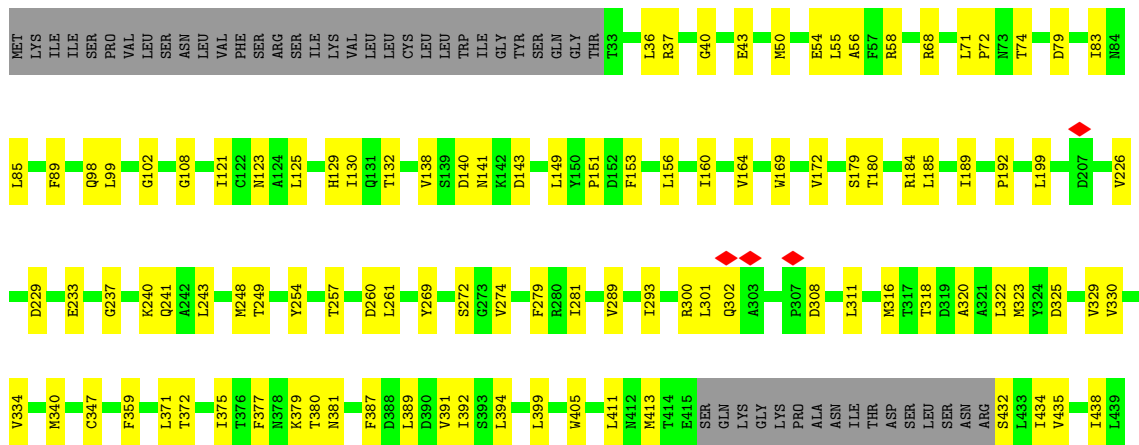 MET LYS ILE ILE SER PRO VAL LEU SER ASN LEU VAL PHE SER ARG SER ILE LYS VAL LEU LEU CYS LEU LEU TRP ILE GLY TYR SER GLN GLY THR T33 L36 R37 G40 E43 M50 E54 L55 A56 F57 R58 R68 L71 P72 N73 T74 D79 I83 N84
L85 F89 Q98 L99 G102 G108 I121 C122 N123 A124 L125 H129 I130 Q131 T132 V138 S139 D140 N141 K142 D143 L149 Y150 P151 D152 F153 L156 I160 V164 W169 V172 S179 T180 R184 L185 I189 P192 L199 D207 V226
D229 E233 G237 K240 Q241 A242 L243 M248 T249 Y254 T257 D260 L261 Y269 S272 G273 V274 F279 R280 I281 V289 I293 R300 L301 Q302 A303 P307 D308 L311 M316 T317 T318 D319 A320 A321 L322 M323 Y324 D325 V329 V330
V334 M340 C347 F359 L371 T372 I375 T376 F377 N378 K379 T380 N381 F387 D388 L389 D390 V391 I392 S393 L394 L399 W405 L411 N412 M413 T414 E415 SER GLN LYS GLY LYS PRO ALA ASN ILE THR ASP SER LEU SER ASN ARG S432 L433 I434 V435 I438 L439